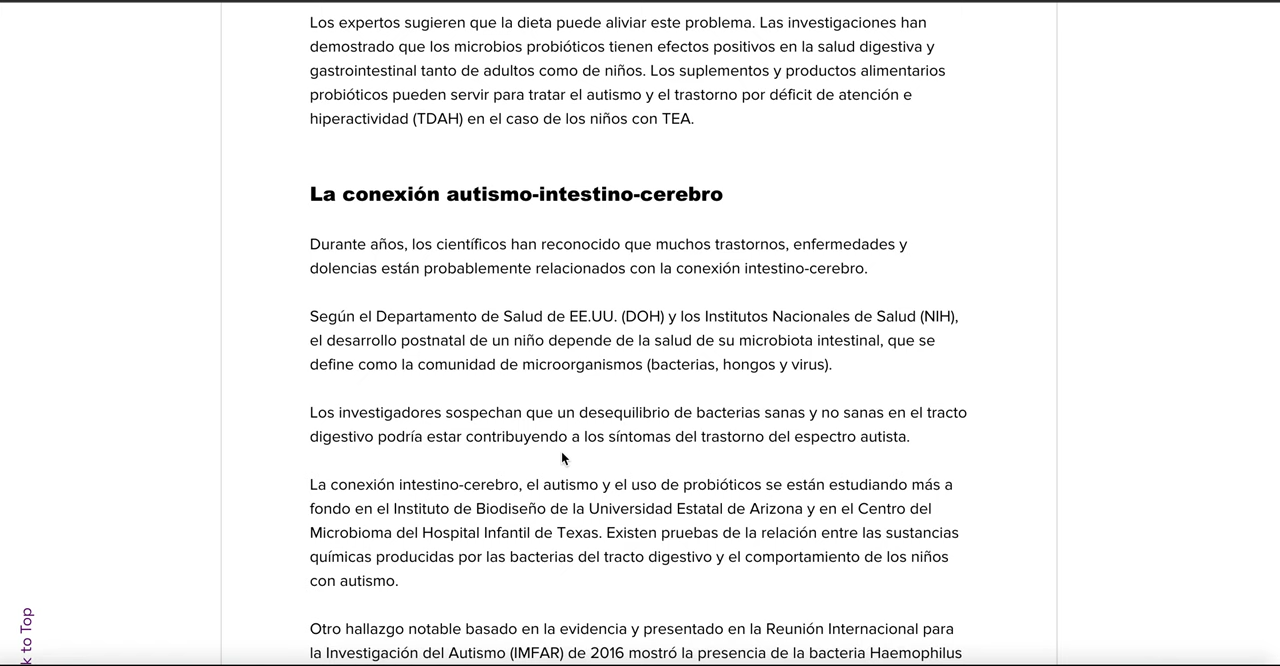 Los expertos sugieren que la dieta puede aliviar este problema. Las investigaciones han
demostrado que los microbios probióticos tienen efectos positivos en la salud digestiva y
gastrointestinal tanto de adultos como de niños. Los suplementos y productos alimentarios
probióticos pueden servir para tratar el autismo y el trastorno por déficit de atención e
hiperactividad (TDAH) en el caso de los niños con TEA.
La conexión autismo-intestino-cerebro
Durante años, los científicos han reconocido que muchos trastornos, enfermedades y
dolencias están probablemente relacionados con la conexión intestino-cerebro.
Según el Departamento de Salud de EE.UU. (DOH) y los Institutos Nacionales de Salud (NIH),
el desarrollo postnatal de un niño depende de la salud de su microbiota intestinal, que se
define como la comunidad de microorganismos (bacterias, hongos y virus).
Los investigadores sospechan que un desequilibrio de bacterias sanas y no sanas en el tracto
digestivo podría estar contribuyendo a los síntomas del trastorno del espectro autista.
La conexión intestino-cerebro, el autismo y el uso de probióticos se están estudiando más a
fondo en el Instituto de Biodiseño de la Universidad Estatal de Arizona y en el Centro del
Microbioma del Hospital Infantil de Texas. Existen pruebas de la relación entre las sustancias
químicas producidas por las bacterias del tracto digestivo y el comportamiento de los niños
con autismo.
Otro hallazgo notable basado en la evidencia y presentado en la Reunión Internacional para
la Investigación del Autismo (IMFAR) de 2016 mostró la presencia de la bacteria Haemophilus
k to Top